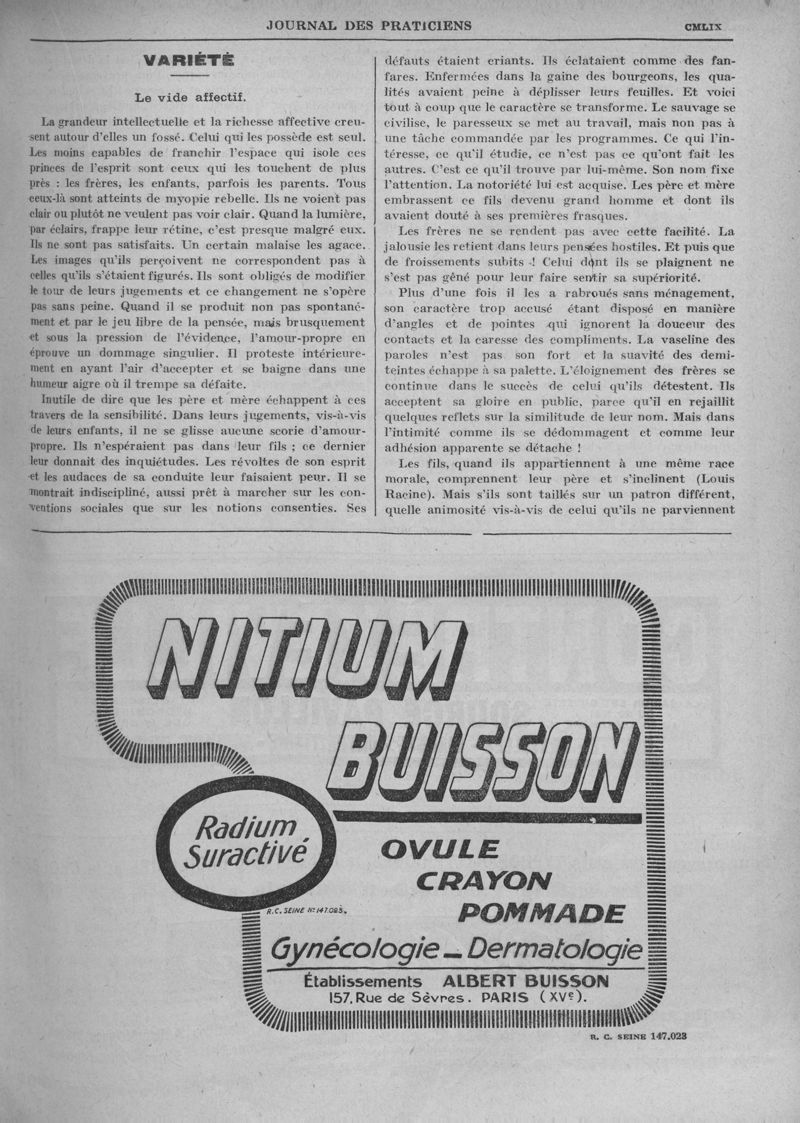 JOURNAL DES PRATICIENS
CMLIX
VARIÉTÉ
Le vide affectif.
La grandeur intellectuelle et la richesse affective creu-
sent autour d'elles un fossé. Celui qui les possède est seul.
Les moins capables de franchir l'espace qui isole ces
princes de l'esprit sont ceux qui les touchent de plus
près : les frères, les enfants, parfois les parents. Tous
ceux-là sont atteints de myopie rebelle. Ils ne voient pas
clair ou plutôt ne veulent pas voir clair. Quand la lumière,
par éclairs, frappe leur rétine, c'est presque malgré eux.
Ils ne sont pas satisfaits. Un certain malaise les agace.
Les images qu'ils perçoivent ne correspondent pas à
celles qu'ils s'étaient figurés. Ils sont obligés de modifier
le tour de leurs jugements et ce changement ne s'opère
pas sans peine. Quand il se produit non pas spontané-
ment et par le jeu libre de la pensée, mais brusquement
et sous la pression de l'évidence, l'amour-propre en
éprouve un dommage singulier. Il proteste intérieure-
ment en ayant l'air d'accepter et se baigne dans une
humeur aigre où il trempe sa défaite.
Inutile de dire que les père et mère échappent à ces
travers de la sensibilité. Dans leurs jugements, vis-à-vis
de leurs enfants, il ne se glisse aucune scorie d'amour-
propre. Ils n'espéraient pas dans leur fils ; ce dernier
leur donnait des inquiétudes. Les révoltes de son esprit
et les audaces de sa conduite leur faisaient peur. Il se
montrait indiscipliné, aussi prêt à marcher sur les con-
ventions sociales que sur les notions consenties. Ses
défauts étaient criants. Ils éclataient comme des fan-
fares. Enfermées dans la gaine des bourgeons, les qua-
lités avaient peine à déplisser leurs feuilles. Et voici
tout à coup que le caractère se transforme. Le sauvage se
civilise, le paresseux se met au travail, mais non pas à
une tâche commandée par les programmes. Ce qui l'in-
téresse, ce qu'il étudie, ce n'est pas ce qu'ont fait les
autres. C'est ce qu'il trouve par lui-même. Son nom fixe
l'attention. La notoriété lui est acquise. Les père et mère
embrassent ce fils devenu grand homme et dont ils
avaient douté à ses premières frasques.
Les frères ne se rendent pas avec cette facilité. La
jalousie les retient dans leurs pensées hostiles. Et puis que
de froissements subits ! Celui dont ils se plaignent ne
s'est pas gêné pour leur faire sentir sa supériorité.
Plus d'une fois il les a rabroués sans ménagement,
son caractère trop accusé étant disposé en manière
d'angles et de pointes qui ignorent la douceur des
contacts et la caresse des compliments. La vaseline des
paroles n'est pas son fort et la suavité des demi-
teintes échappe à sa palette. L'éloignement des frères se
continue dans le succès de celui qu'ils détestent. Ils
acceptent sa gloire en public, parce qu'il en rejaillit
quelques reflets sur la similitude de leur nom. Mais dans
l'intimité comme ils se dédommagent et comme leur
adhésion apparente se détache !
Les fils, quand ils appartiennent à une même race
morale, comprennent leur père et s'inclinent (Louis
Racine). Mais s'ils sont taillés sur un patron différent,
quelle animosité vis-à-vis de celui qu'ils ne parviennent
NITIUM
BUISSON
Radium
Suractivé
OVULE
CRAYON
POMMADE
R.C. SEINE No 147.023.
Gynécologie - Dermatologie
Établissements ALBERT BUISSON
157, Rue de Sèvres. PARIS (XVe).
R. C. SEINE 147.023